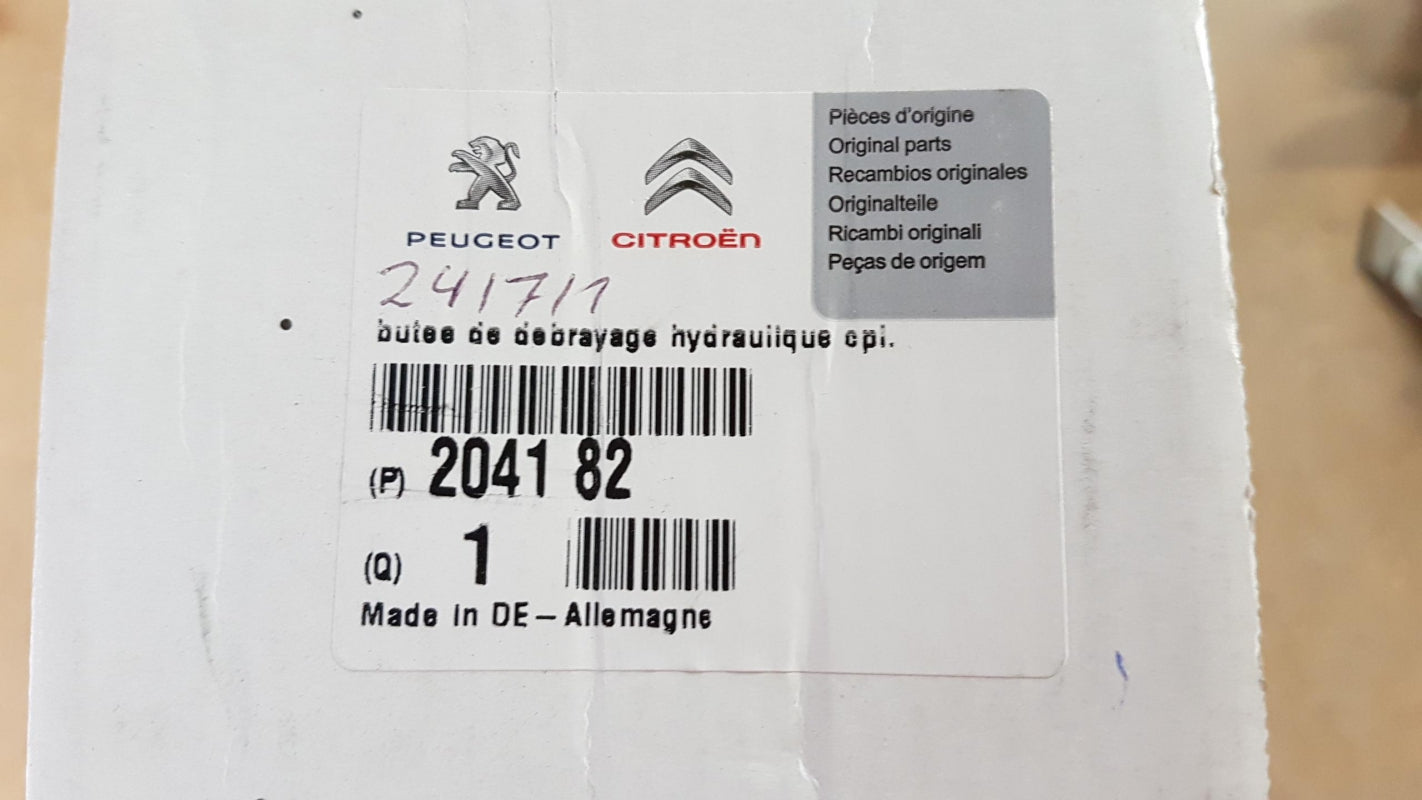 PEUGEOT
CITROËN
Pièces d'origine
Original parts
Recambios originales
Originalteile
Ricambi originali
Peças de origem
241711
butee de debrayage hydraulique cpl.
(P) 2041 82
(Q) 1
Made in DE – Allemagne